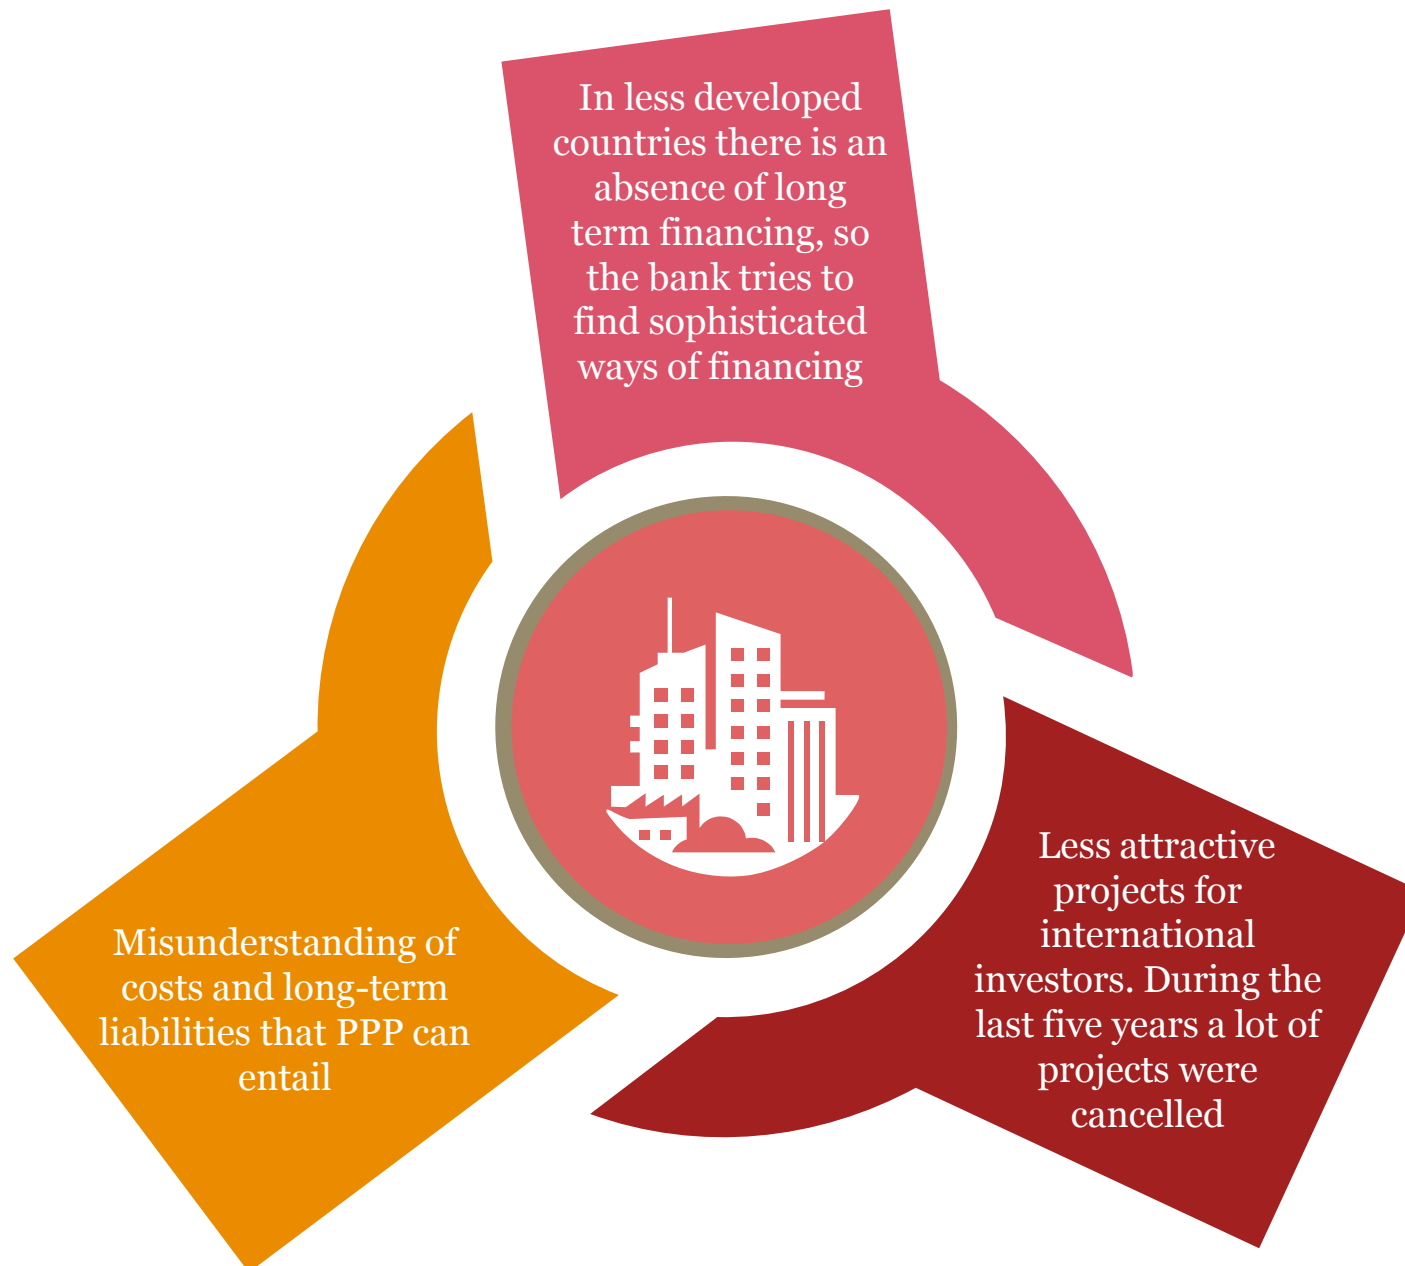 In less developed
countries there is an
absence of long
term financing, so
the bank tries to
find sophisticated
ways of financing
Less attractive
projects for
international
investors. During the
last five years a lot of
projects were
cancelled
Misunderstanding of
costs and long-term
liabilities that PPP can
entail